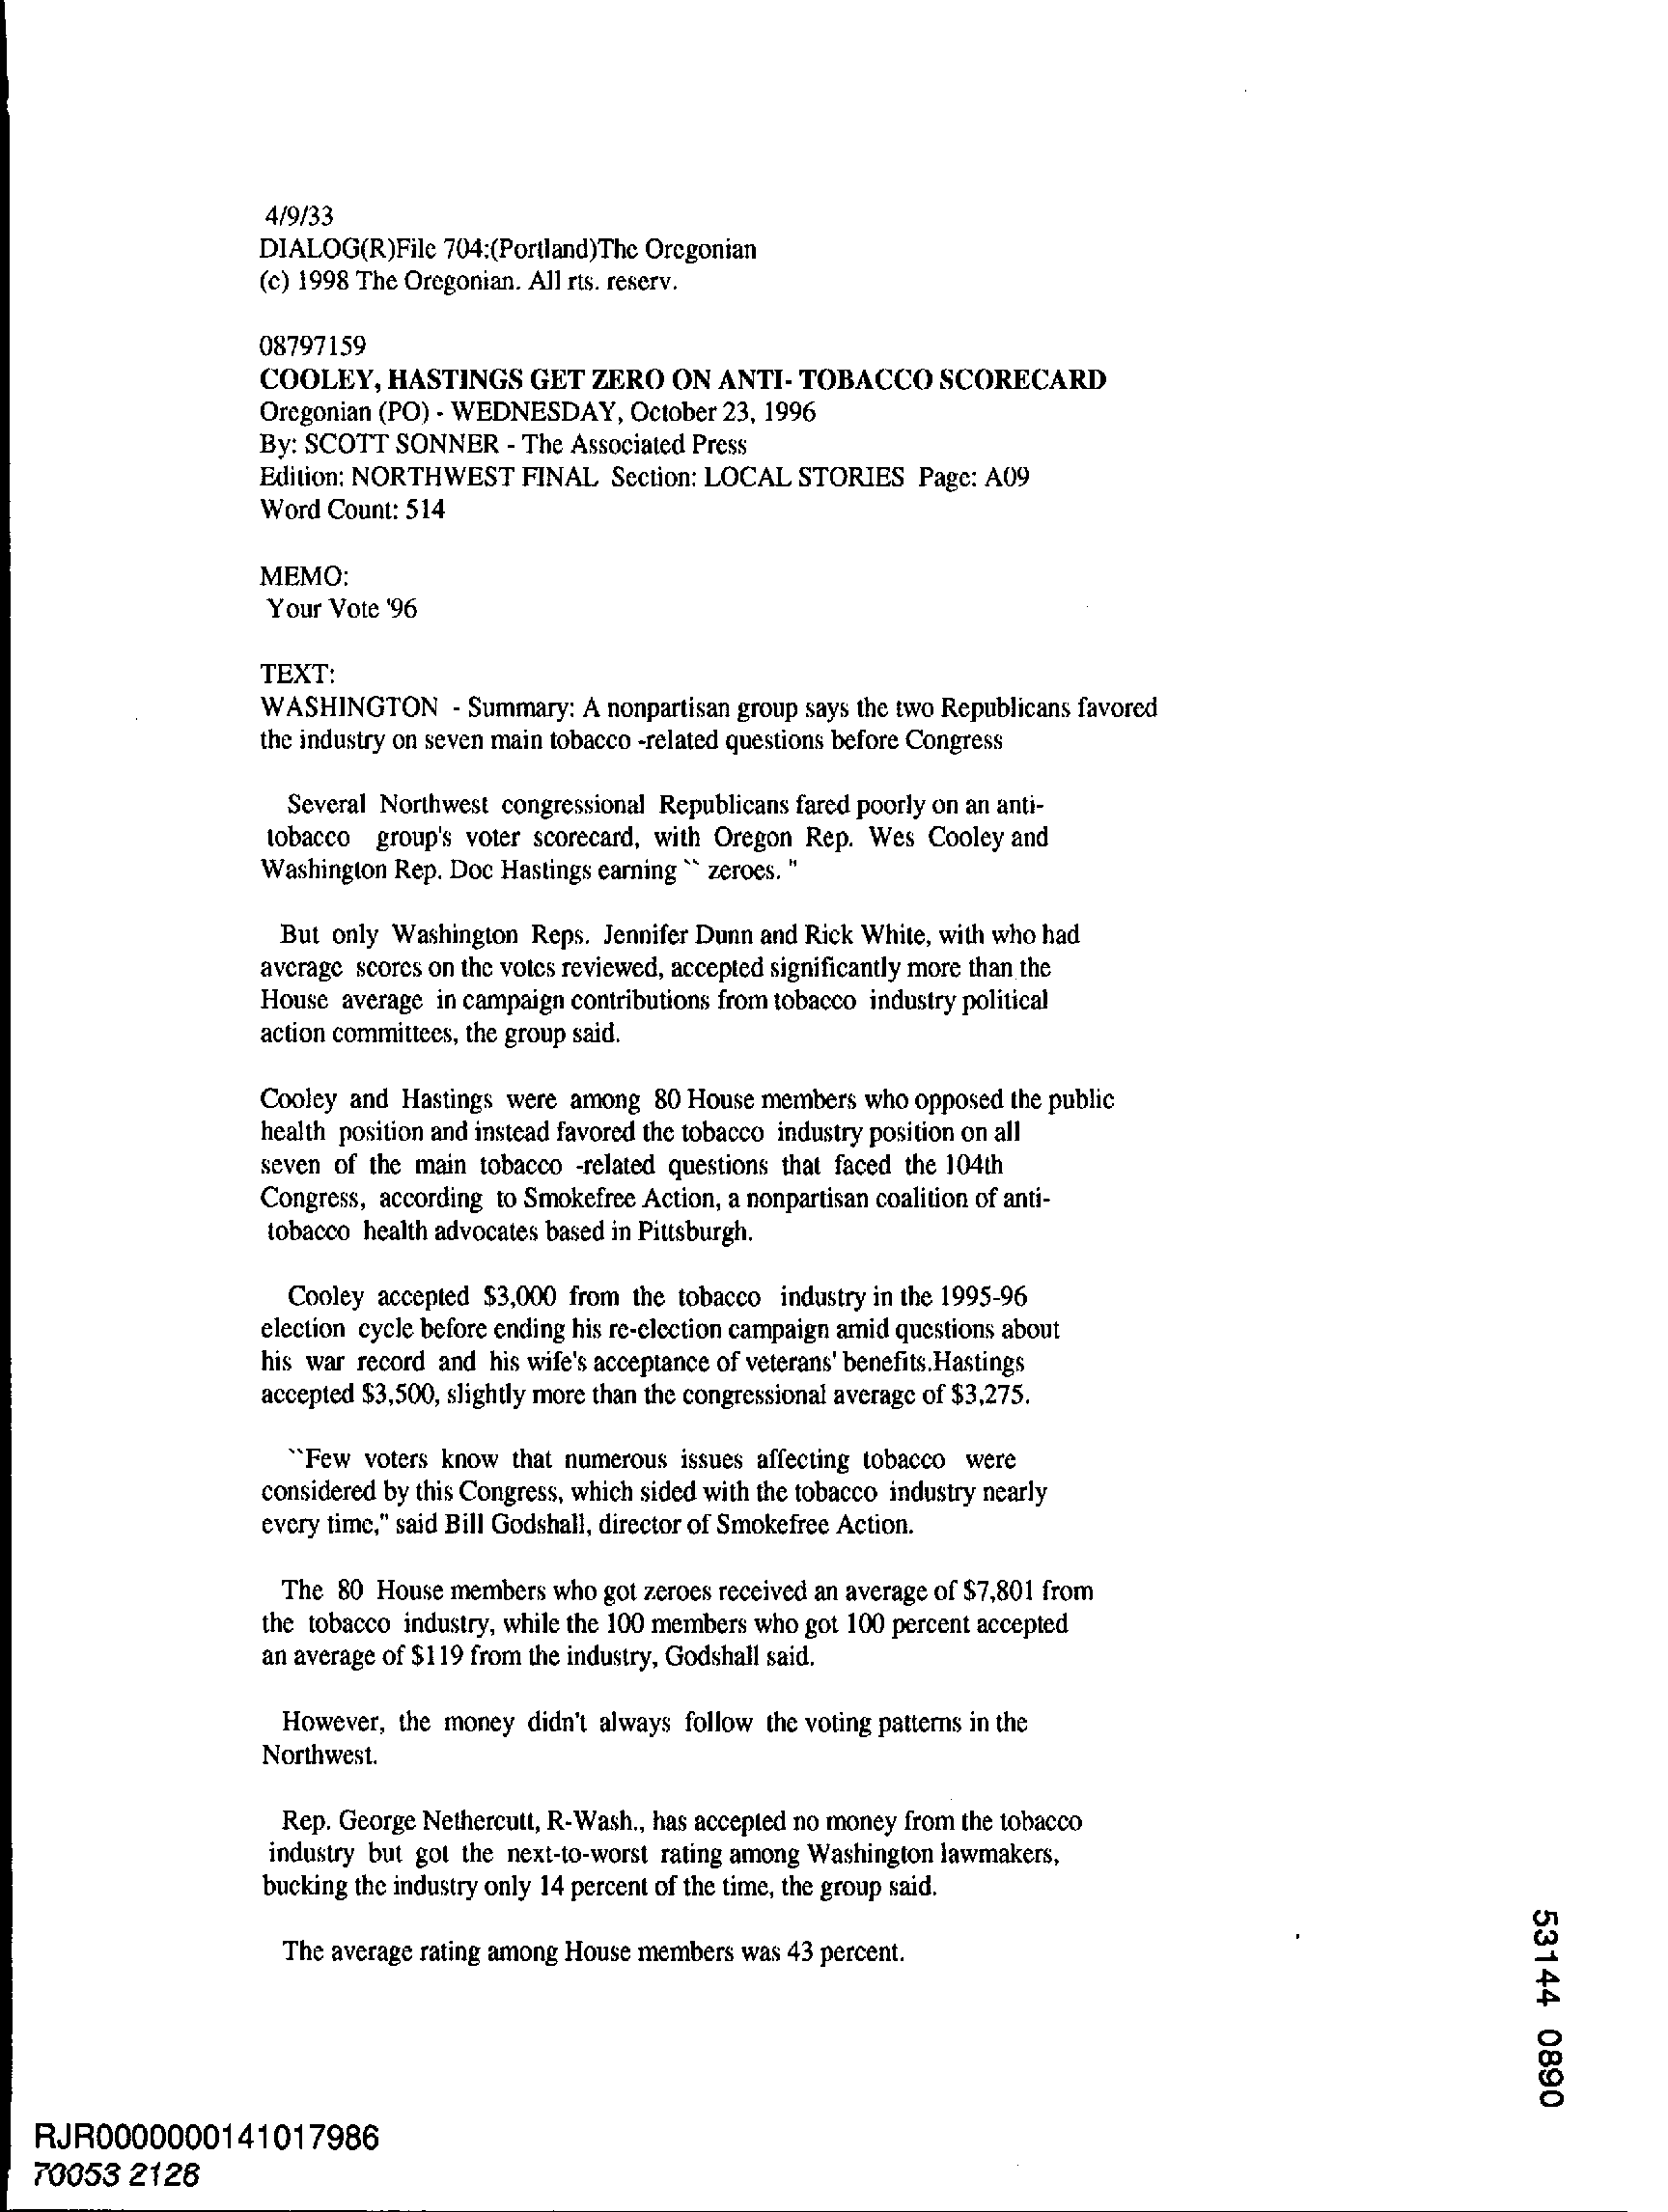 4/9/33
DIALOG(R)File 704:(Portland)The Oregonian
(c) 1998 The Oregonian. All rts. reserv.
08797159
COOLEY, HASTINGS GET ZERO ON ANTI- TOBACCO SCORECARD
Oregonian (PO) - WEDNESDAY, October 23, 1996
By: SCOTT SONNER - The Associated Press
Edition: NORTHWEST FINAL Section: LOCAL STORIES Page: A09
Word Count: 514
MEMO:
Your Vote '96
TEXT:
WASHINGTON - Summary: A nonpartisan group says the two Republicans favored
the industry on seven main tobacco -related questions before Congress
Several Northwest congressional Republicans fared poorly on an anti-
tobacco group's voter scorecard, with Oregon Rep. Wes Cooley and
Washington Rep. Doc Hastings earning `` zeroes. "
But only Washington Reps. Jennifer Dunn and Rick White, with who had
average scores on the votes reviewed, accepted significantly more than the
House average in campaign contributions from tobacco industry political
action committees, the group said.
Cooley and Hastings were among 80 House members who opposed the public
health position and instead favored the tobacco industry position on all
seven of the main tobacco -related questions that faced the 104th
Congress, according to Smokefree Action, a nonpartisan coalition of anti-
tobacco health advocates based in Pittsburgh.
Cooley accepted $3,000 from the tobacco industry in the 1995-96
election cycle before ending his re-election campaign amid questions about
his war record and his wife's acceptance of veterans' benefits.Hastings
accepted $3,500, slightly more than the congressional average of $3,275.
``Few voters know that numerous issues affecting tobacco were
considered by this Congress, which sided with the tobacco industry nearly
every time," said Bill Godshall, director of Smokefree Action.
The 80 House members who got zeroes received an average of $7,801 from
the tobacco industry, while the 100 members who got 100 percent accepted
an average of $119 from the industry, Godshall said.
However, the money didn't always follow the voting patterns in the
Northwest.
Rep. George Nethercutt, R-Wash., has accepted no money from the tobacco
industry but got the next-to-worst rating among Washington lawmakers,
bucking the industry only 14 percent of the time, the group said.
The average rating among House members was 43 percent.
53144 0890
RJR0000000141017986
70053 2128